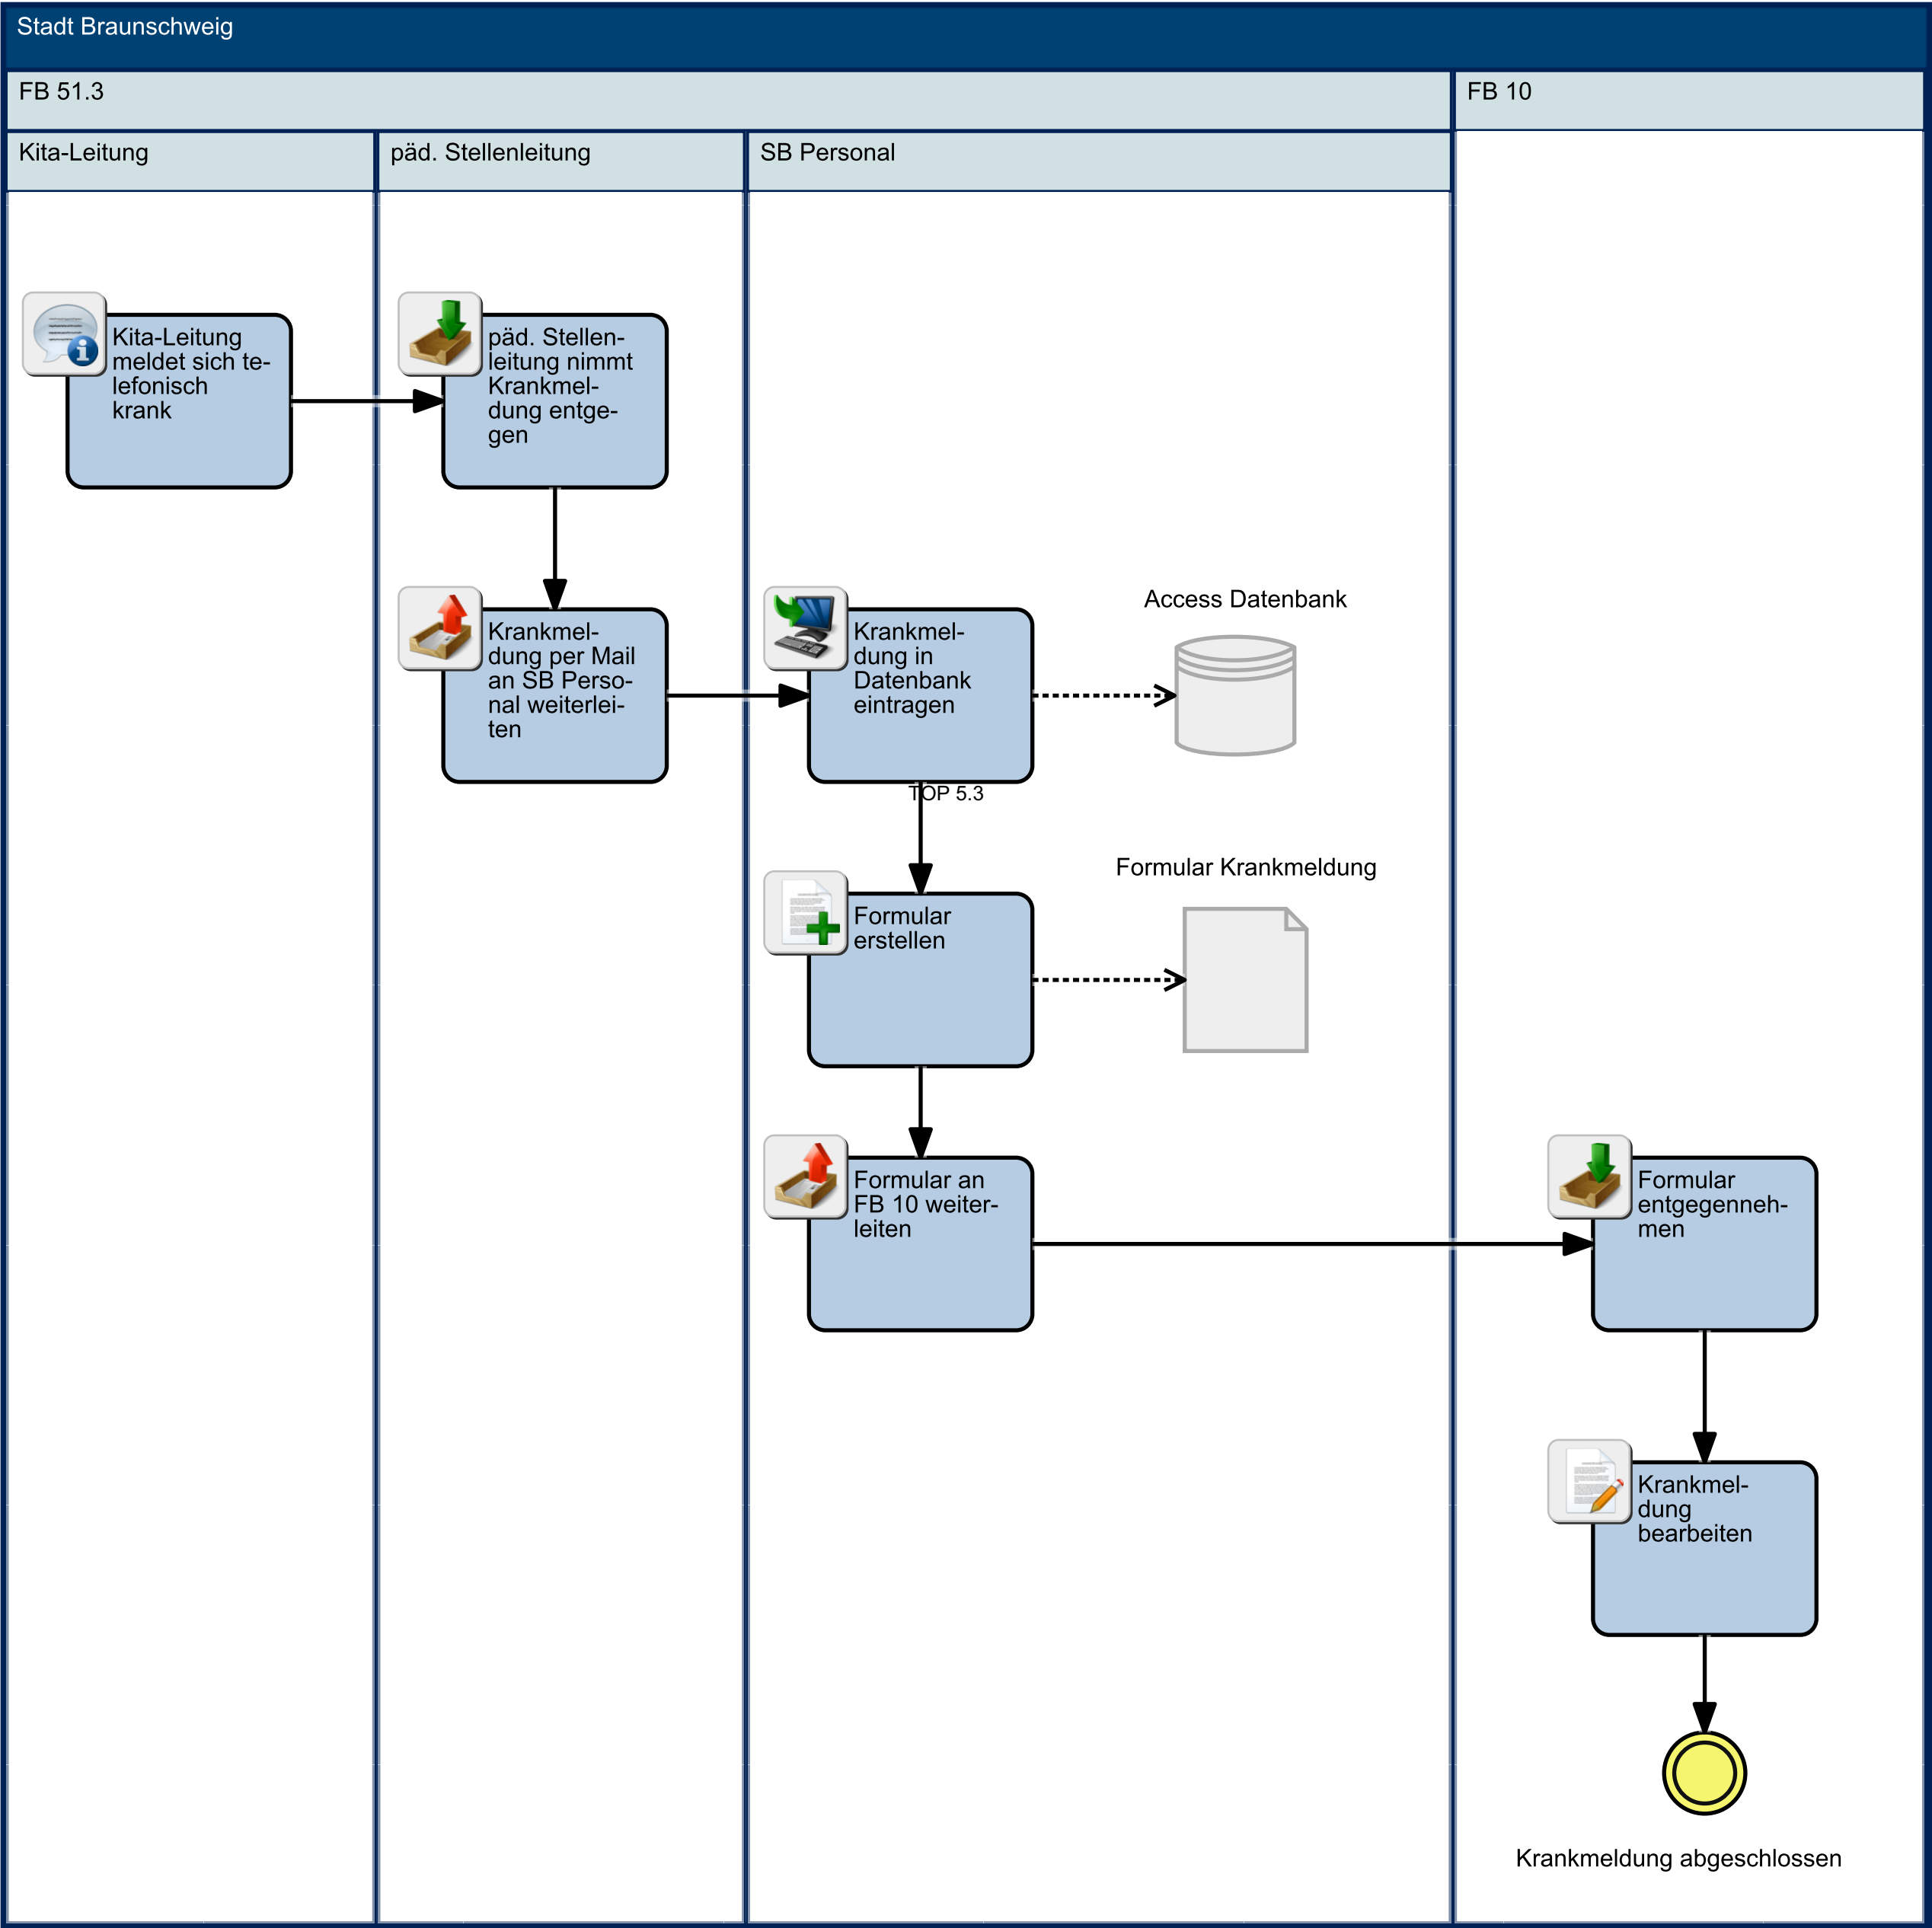 Stadt Braunschweig
FB 51.3
FB 10
Kita-Leitung
päd. Stellenleitung
SB Personal
Kita-Leitung
meldet sich te-
lefonisch
krank
päd. Stellen-
leitung nimmt
Krankmel-
dung entge-
gen
Krankmel-
dung per Mail
an SB Perso-
nal weiterlei-
ten
Krankmel-
dung in
Datenbank
eintragen
Access Datenbank
TOP 5.3
Formular
erstellen
Formular Krankmeldung
Formular an
FB 10 weiter-
leiten
Formular
entgegenneh-
men
Krankmel-
dung
bearbeiten
Krankmeldung abgeschlossen